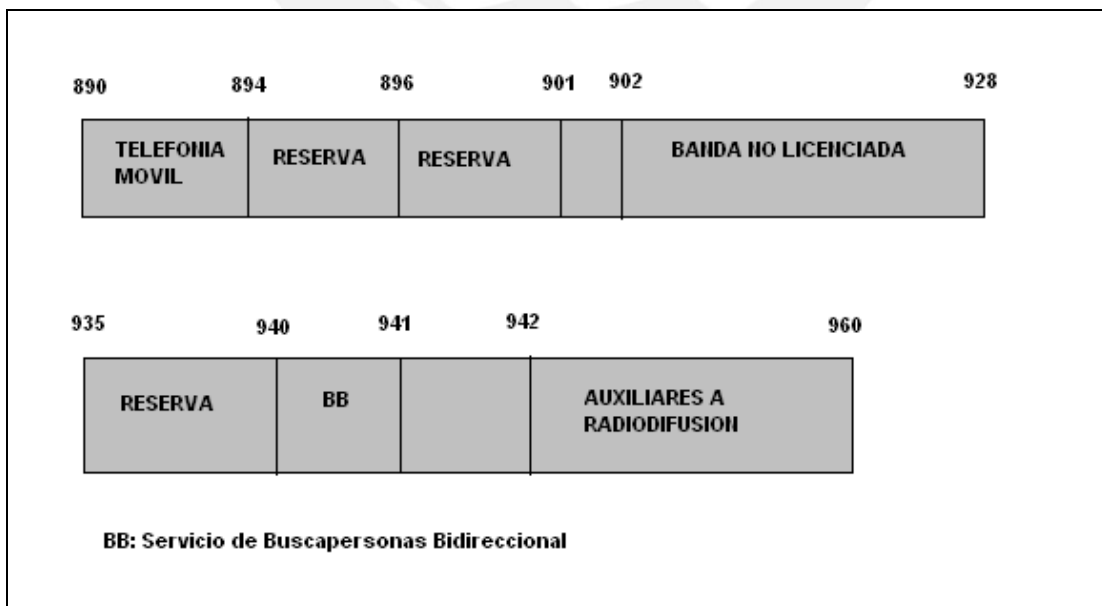 890 894 896 901 902 928
TELEFONIA
MOVIL
RESERVA
RESERVA
BANDA NO LICENCIADA
935 940 941 942 960
RESERVA
BB
AUXILIARES A
RADIODIFUSION
BB: Servicio de Buscapersonas Bidireccional